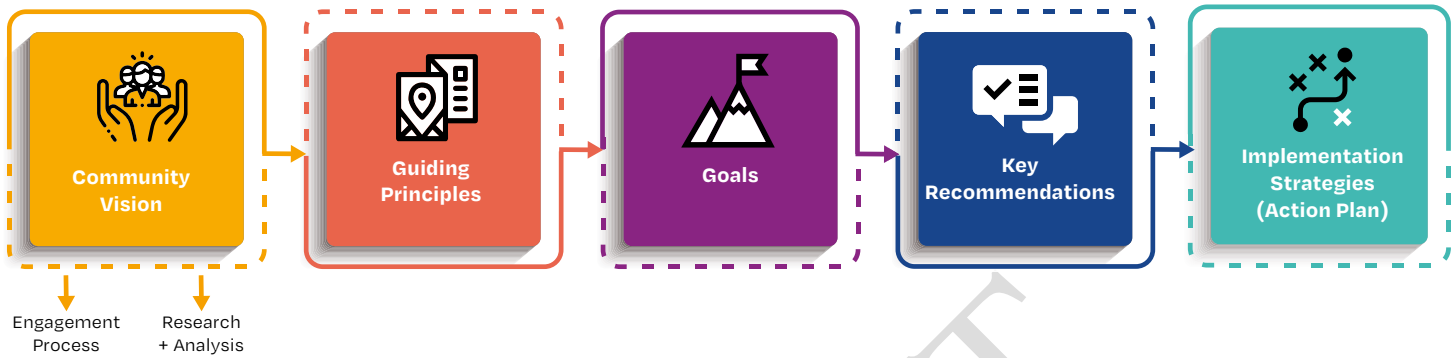 Community
Vision
Guiding
Principles
Goals
Key
Recommendations
Implementation
Strategies
(Action Plan)
Engagement
Process
Research
+ Analysis
T